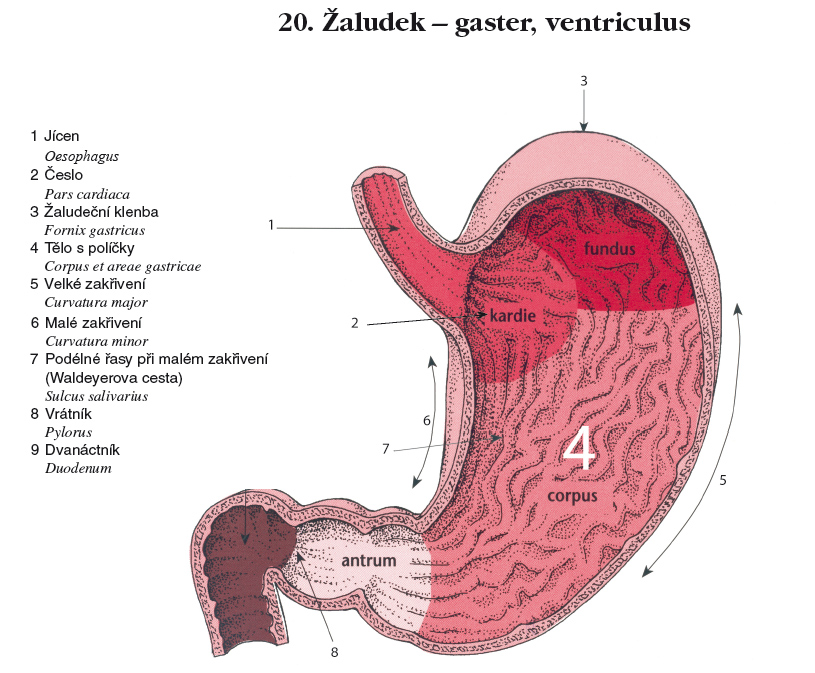 20. Žaludek – gaster, ventriculus
1 Jícen
Oesophagus
2 Česlo
Pars cardiaca
3 Žaludeční klenba
Fornix gastricus
4 Tělo s políčky
Corpus et areae gastricae
5 Velké zakřivení
Curvatura major
6 Malé zakřivení
Curvatura minor
7 Podélné řasy při malém zakřivení
(Waldeyerova cesta)
Sulcus salivarius
8 Vrátník
Pylorus
9 Dvanáctník
Duodenum
3
fundus
1
kardie
2
6
7
4
corpus
5
antrum
8